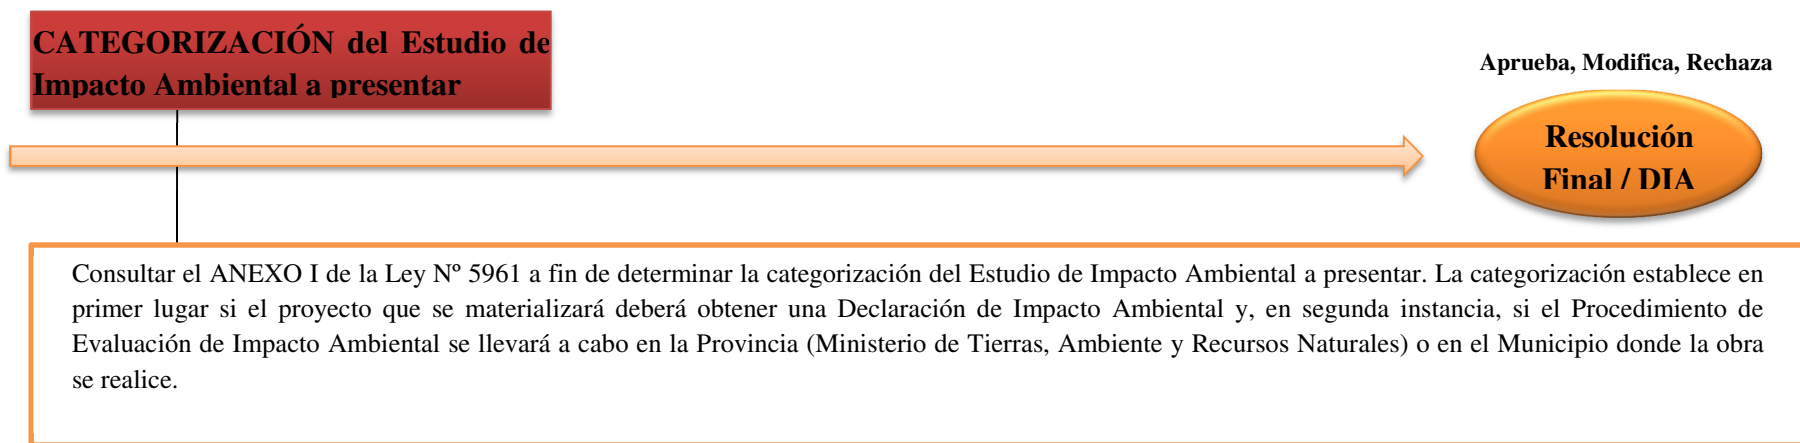 CATEGORIZACIÓN del Estudio de
Impacto Ambiental a presentar
Aprueba, Modifica, Rechaza
Resolución
Final / DIA
Consultar el ANEXO I de la Ley Nº 5961 a fin de determinar la categorización del Estudio de Impacto Ambiental a presentar. La categorización establece en
primer lugar si el proyecto que se materializará deberá obtener una Declaración de Impacto Ambiental y, en segunda instancia, si el Procedimiento de
Evaluación de Impacto Ambiental se llevará a cabo en la Provincia (Ministerio de Tierras, Ambiente y Recursos Naturales) o en el Municipio donde la obra
se realice.